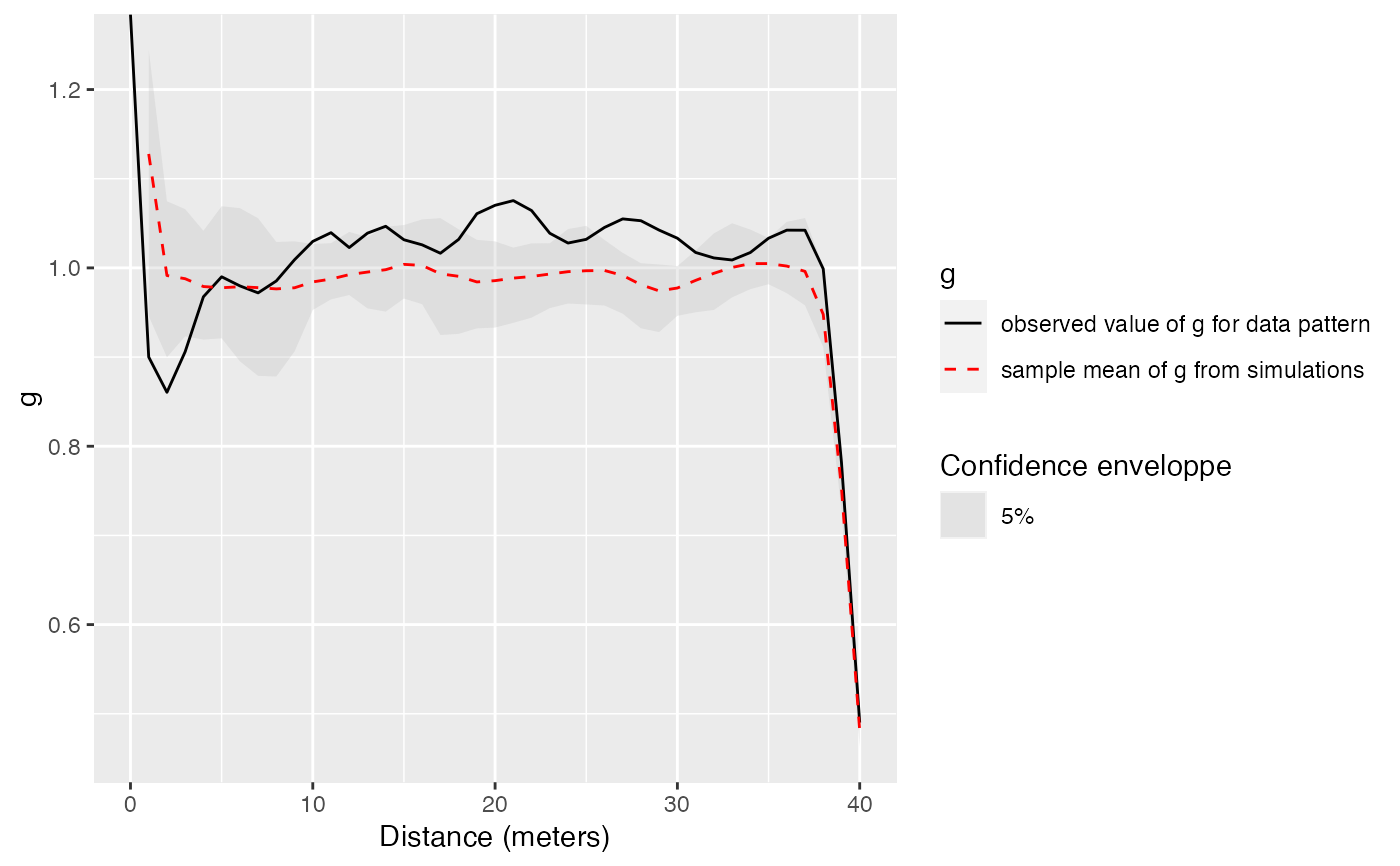 1.2
1.0
0.8
0.6
g
0 10 20 30 40
Distance (meters)
g
observed value of g for data pattern
sample mean of g from simulations
Confidence enveloppe
5%